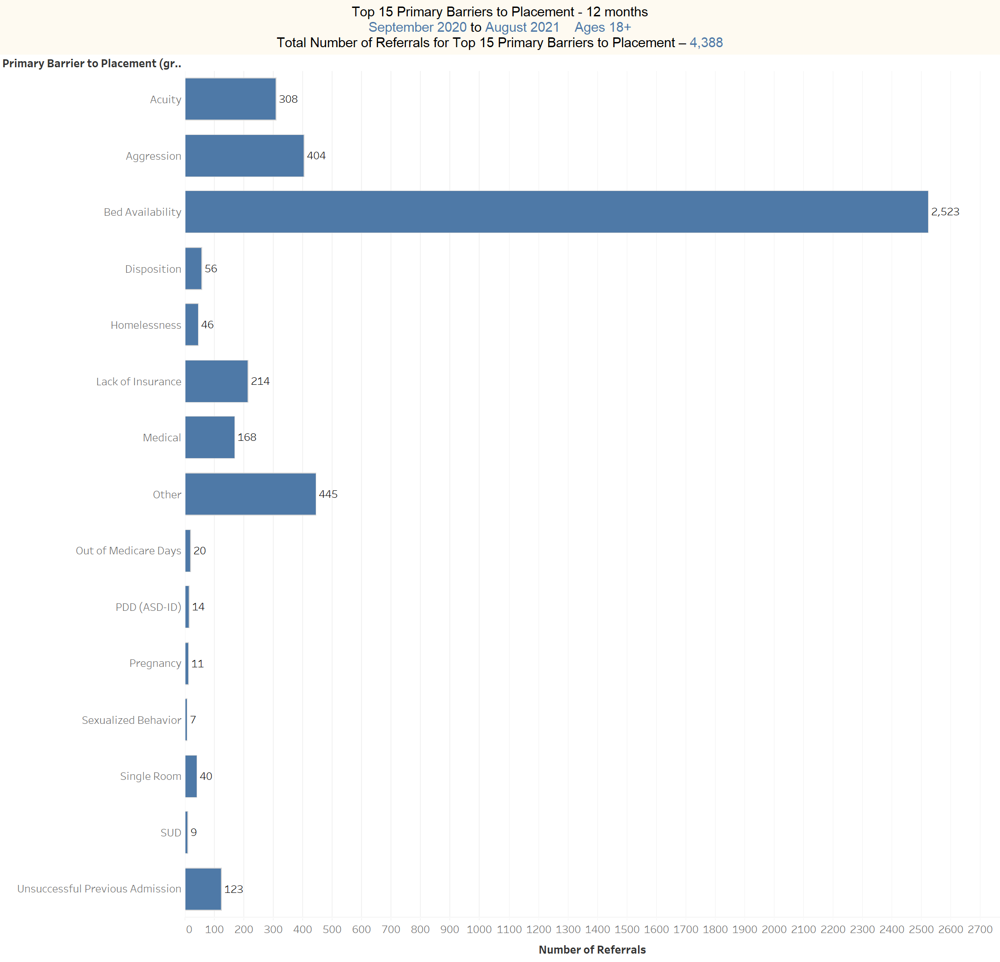 Top 15 Primary Barriers to Placement - 12 months
September 2020 to August 2021 Ages 18+
Total Number of Referrals for Top 15 Primary Barriers to Placement – 4,388
Primary Barrier to Placement (gr..
Acuity 308
Aggression 404
Bed Availability 2,523
Disposition 56
Homelessness 46
Lack of Insurance 214
Medical 168
Other 445
Out of Medicare Days 20
PDD (ASD-ID) 14
Pregnancy 11
Sexualized Behavior 7
Single Room 40
SUD 9
Unsuccessful Previous Admission 123
0 100 200 300 400 500 600 700 800 900 1000 1100 1200 1300 1400 1500 1600 1700 1800 1900 2000 2100 2200 2300 2400 2500 2600 2700
Number of Referrals